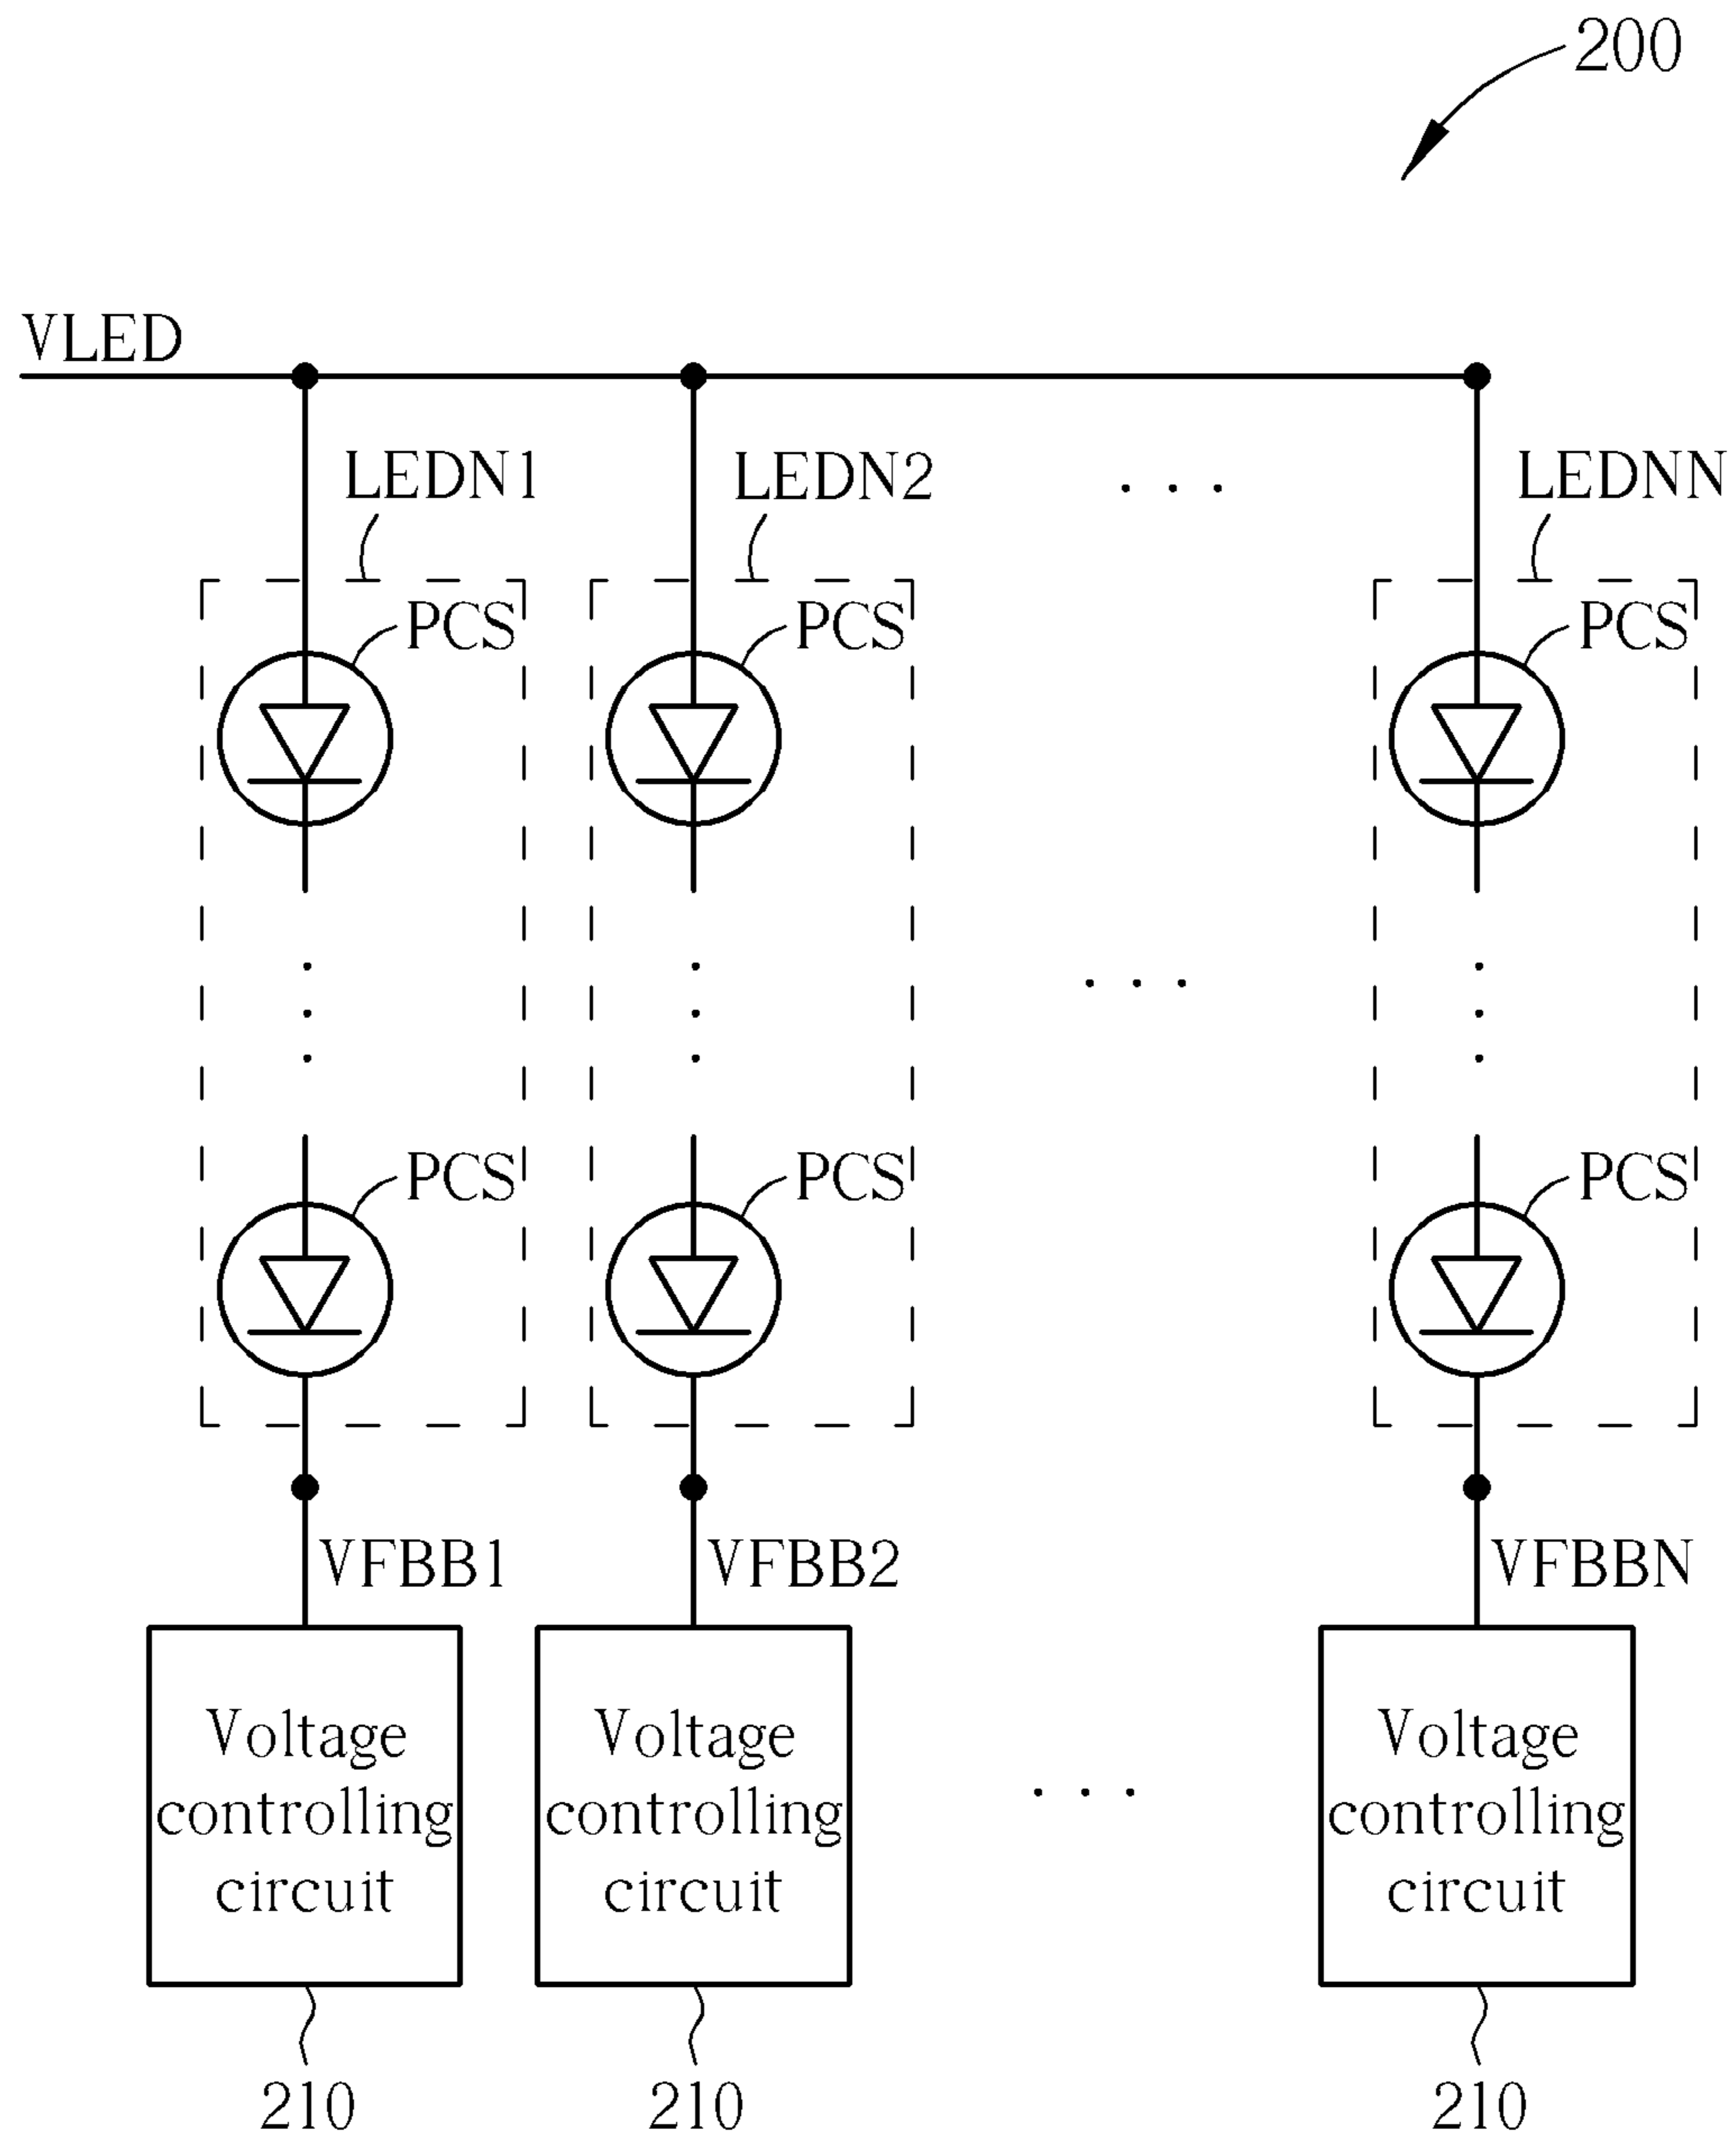 200
VLED
LEDN1 LEDN2 . . . LEDNN
PCS PCS PCS
PCS PCS PCS
VFBB1 VFBB2 VFBBN
Voltage controlling circuit
Voltage controlling circuit
Voltage controlling circuit
210 210 210